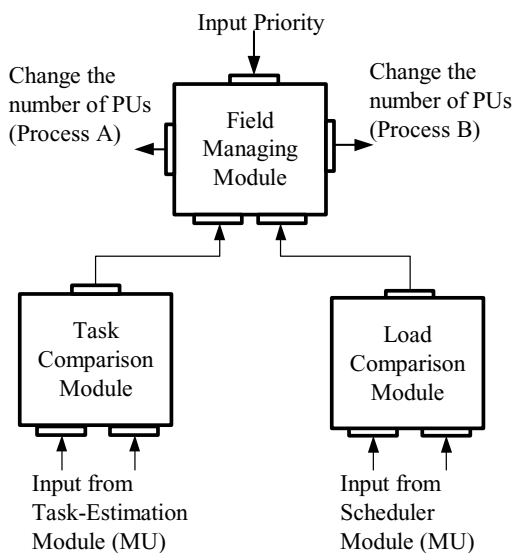 Input Priority
Change the
number of PUs
(Process A)
Change the
number of PUs
(Process B)
Field
Managing
Module
Task
Comparison
Module
Load
Comparison
Module
Input from
Task-Estimation
Module (MU)
Input from
Scheduler
Module (MU)